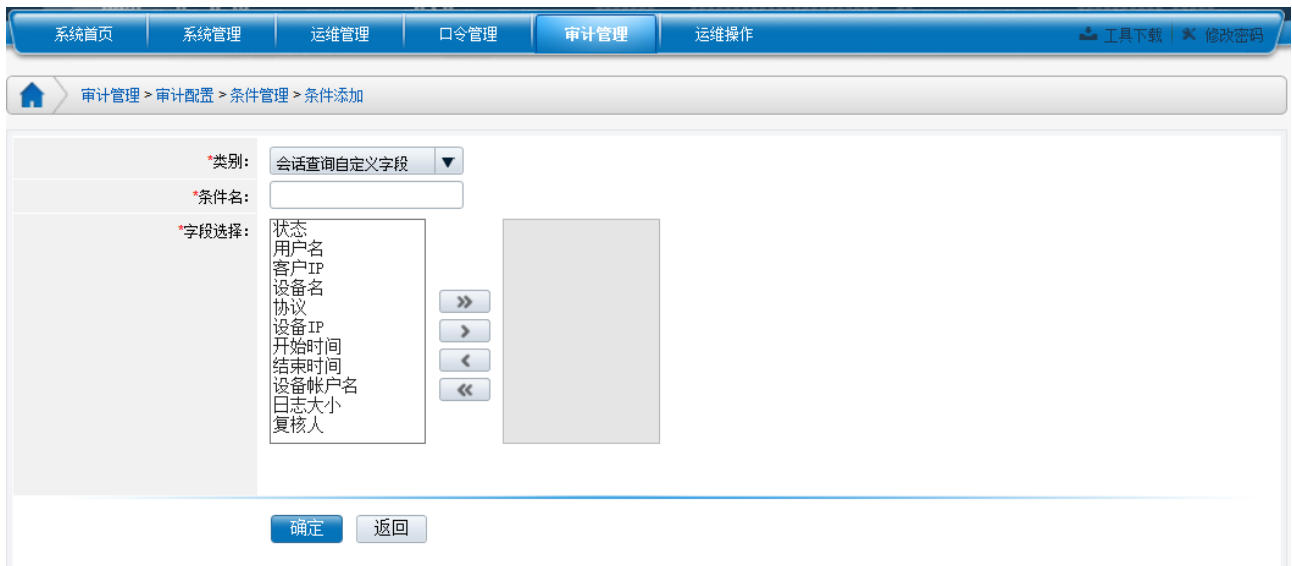 系统首页 系统管理 运维管理 口令管理 审计管理 运维操作 工具下载 修改密码
审计管理 > 审计配置 > 条件管理 > 条件添加
*类别: 会话查询自定义字段
*条件名:
*字段选择:
状态
用户名
客户IP
设备名
协议
设备IP
开始时间
结束时间
设备帐户名
日志大小
复核人
确定 返回